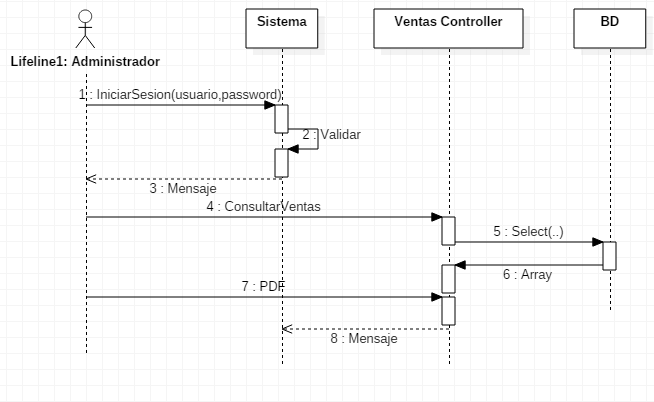 Sistema
Ventas Controller
BD
Lifeline1: Administrador
1 : IniciarSesion(usuario,password)
2 : Validar
3 : Mensaje
4 : ConsultarVentas
5 : Select(..)
6 : Array
7 : PDF
8 : Mensaje